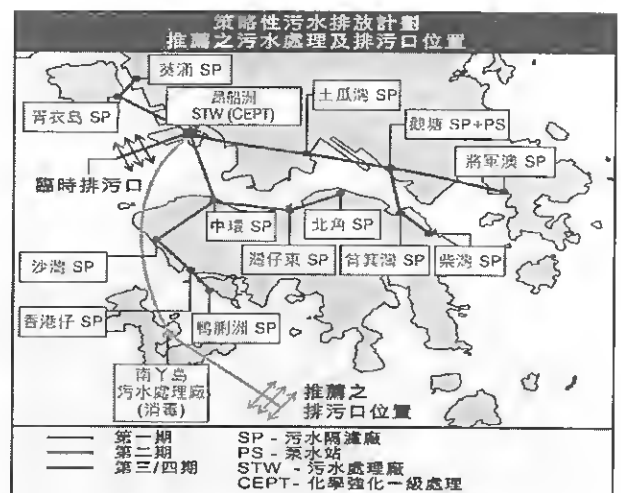 策略性污水排放計劃
推薦之污水處理及排污口位置
葵涌 SP
昂船洲
STW (CEPT)
土瓜灣 SP
青衣島 SP
觀塘 SP+PS
將軍澳 SP
臨時排污口
中環 SP
北角 SP
沙灣 SP
灣仔東 SP
筲箕灣 SP
柴灣 SP
香港仔 SP
鴨脷洲 SP
南丫島
污水處理廠
(消毒)
推薦之
排污口位置
第一期
第二期
第三/四期
SP - 污水隔濾廠
PS - 泵水站
STW - 污水處理廠
CEPT- 化學強化一級處理